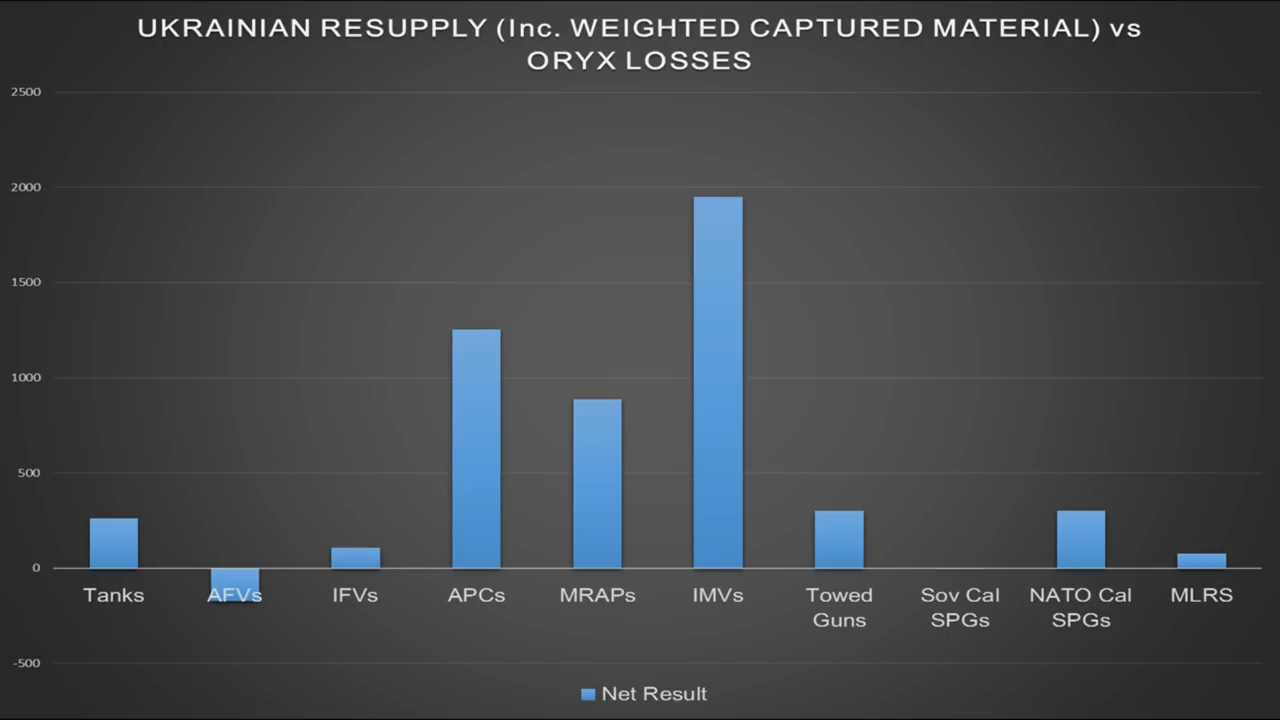 UKRAINIAN RESUPPLY (Inc. WEIGHTED CAPTURED MATERIAL) vs
ORYX LOSSES
2500
2000
1500
1000
500
0
-500
Tanks
AFVs
IFVs
APCs
MRAPs
IMVs
Towed
Guns
Sov Cal
SPGs
NATO Cal
SPGs
MLRS
Net Result